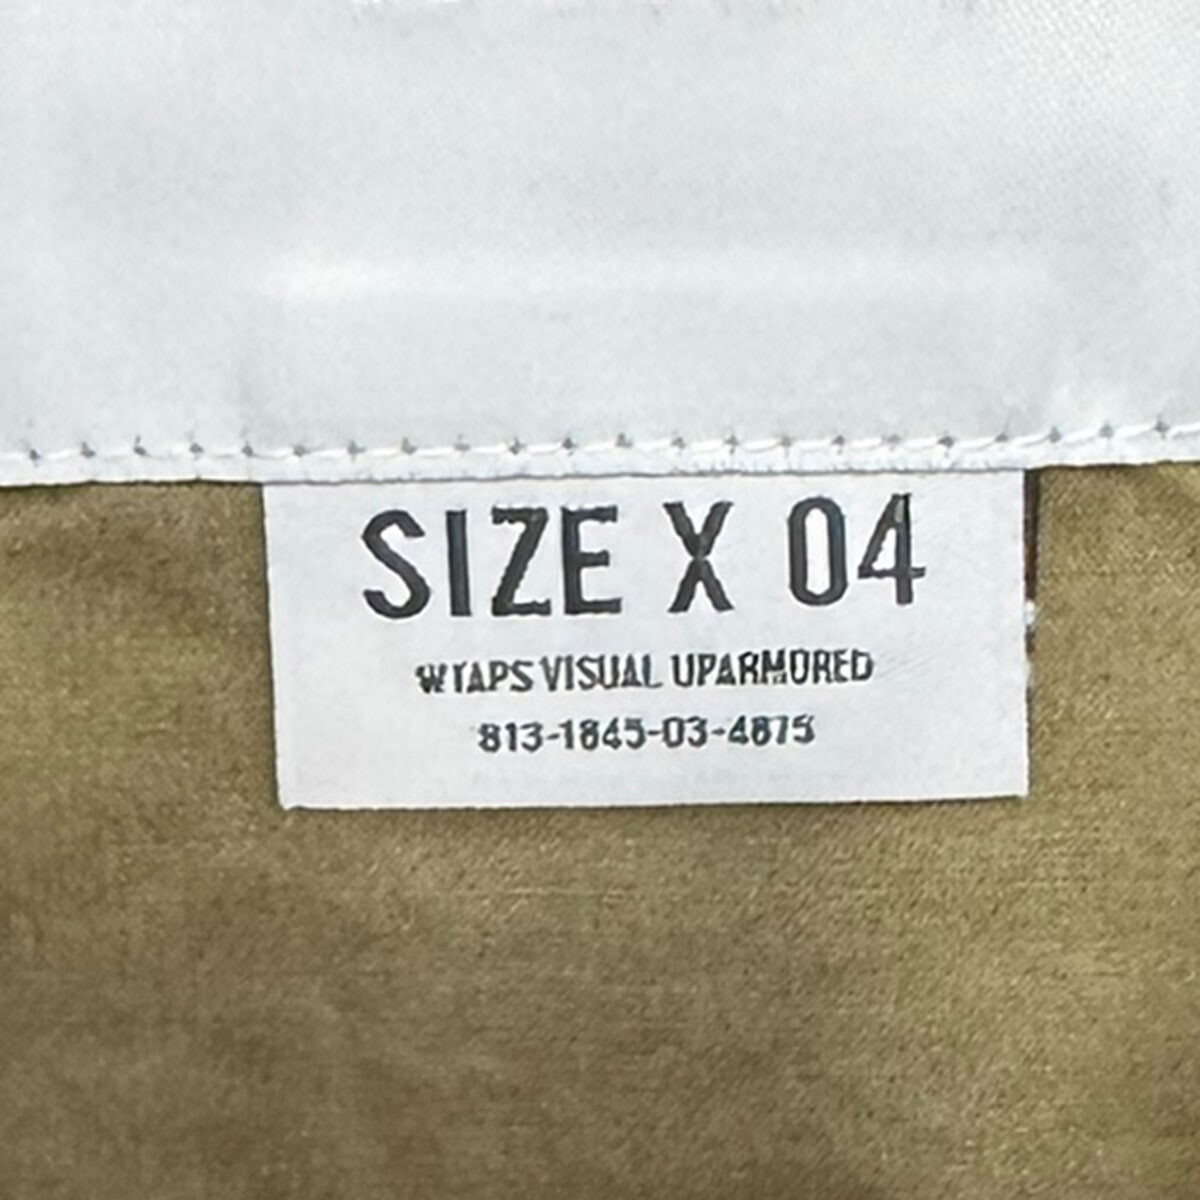 SIZE X 04
WTAPS VISUAL UPARMORED
813-1845-03-4875